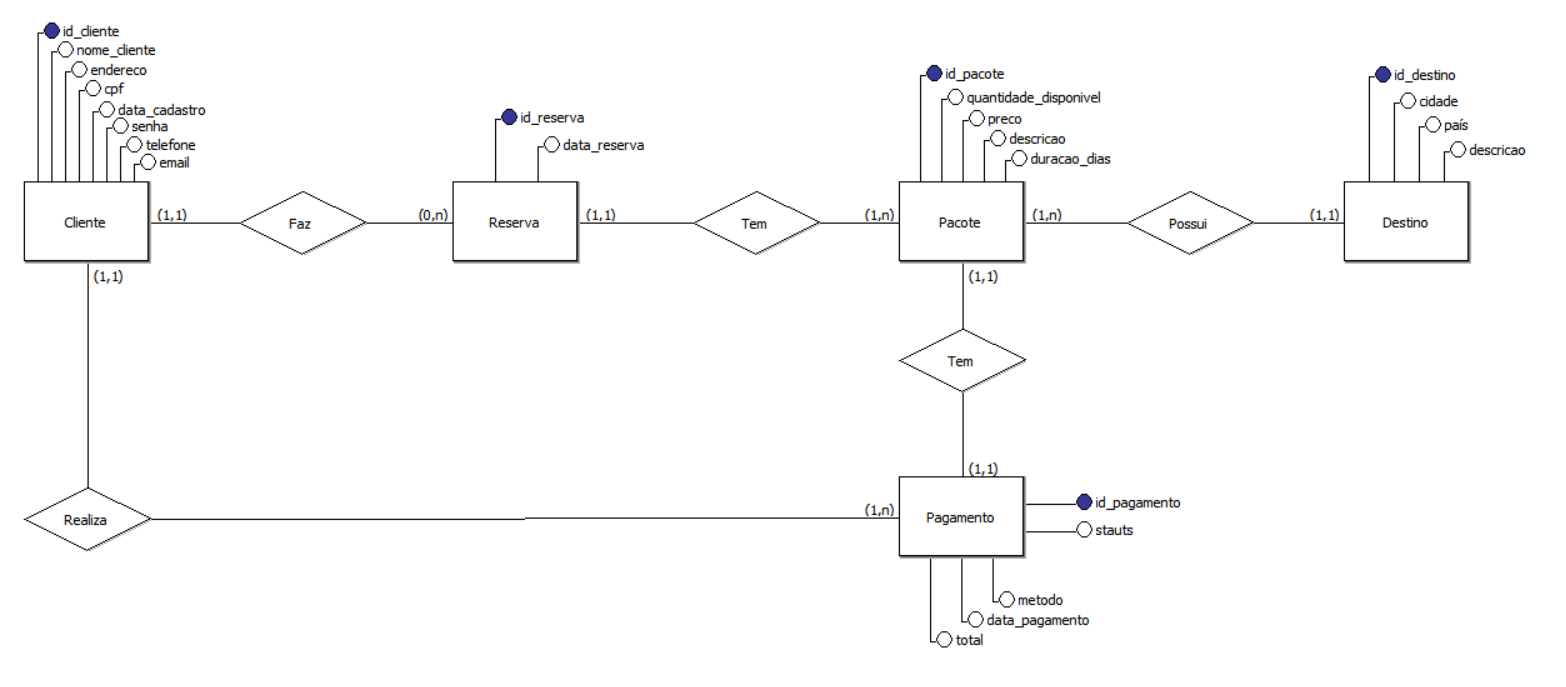 id_cliente
nome_cliente
endereco
cpf
data_cadastro
senha
telefone
email
id_reserva
data_reserva
id_pacote
quantidade_disponivel
preco
descricao
duracao_dias
id_destino
cidade
país
descricao
Cliente
(1,1)
Faz
(0,n)
Reserva
(1,1)
Tem
(1,n)
Pacote
(1,n)
Possui
(1,1)
Destino
(1,1)
(1,1)
Tem
(1,1)
Realiza
(1,n)
Pagamento
id_pagamento
stauts
metodo
data_pagamento
total